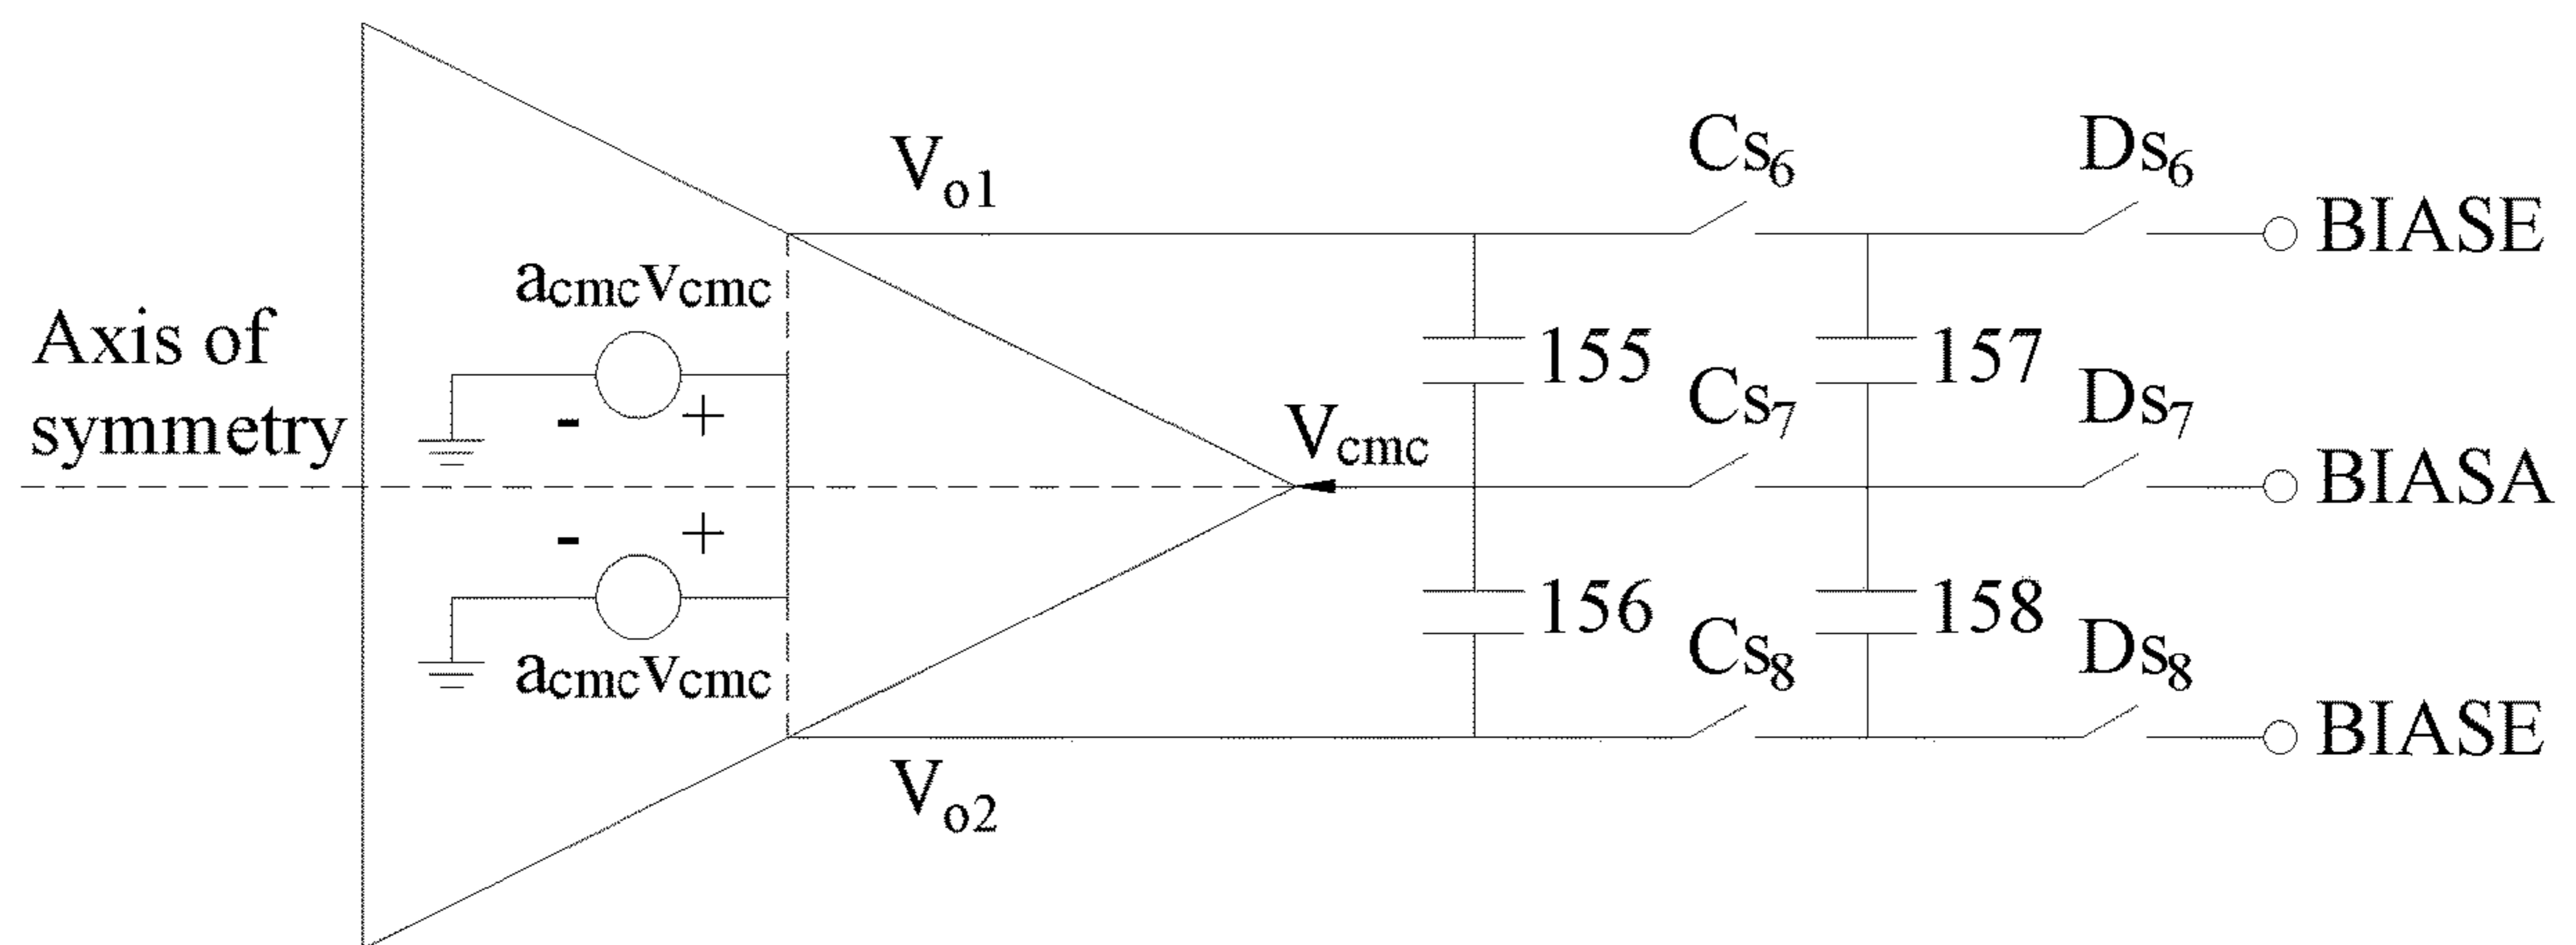 Vo1
Cs6
Ds6
BIASE
acmcvcmc
Axis of
symmetry
- +
155
157
Vcmc
Cs7
Ds7
BIASA
- +
156
158
acmcvcmc
Cs8
Ds8
BIASE
Vo2